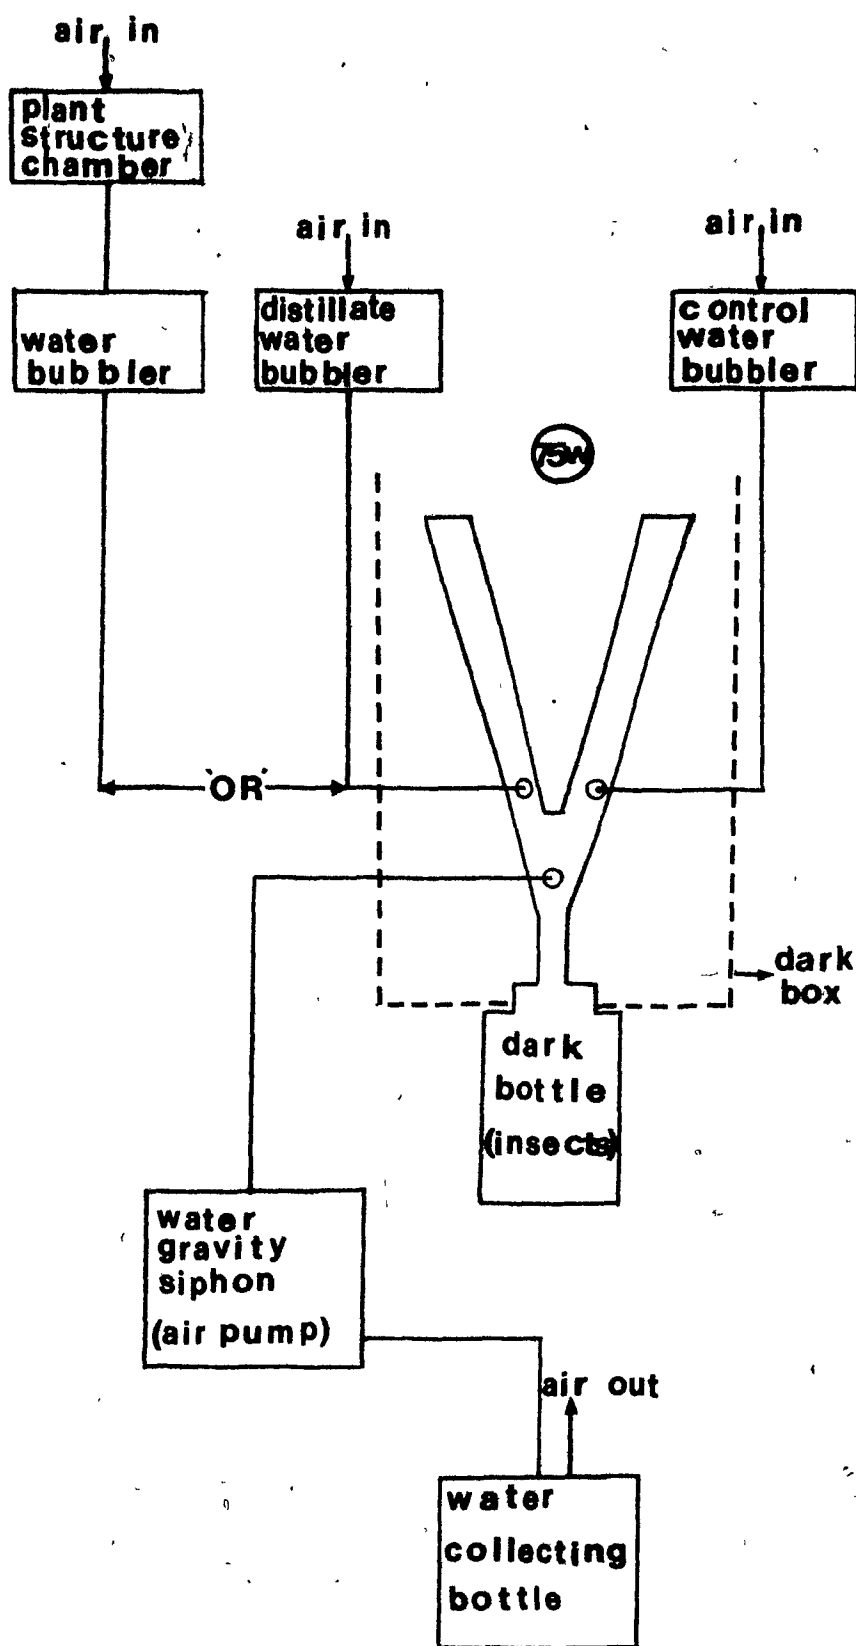 air in
plant
structure
chamber
air in
air in
water
bubbler
distillate
water
bubbler
control
water
bubbler
75W
'OR'
dark
box
dark
bottle
(insects)
water
gravity
siphon
(air pump)
air out
water
collecting
bottle